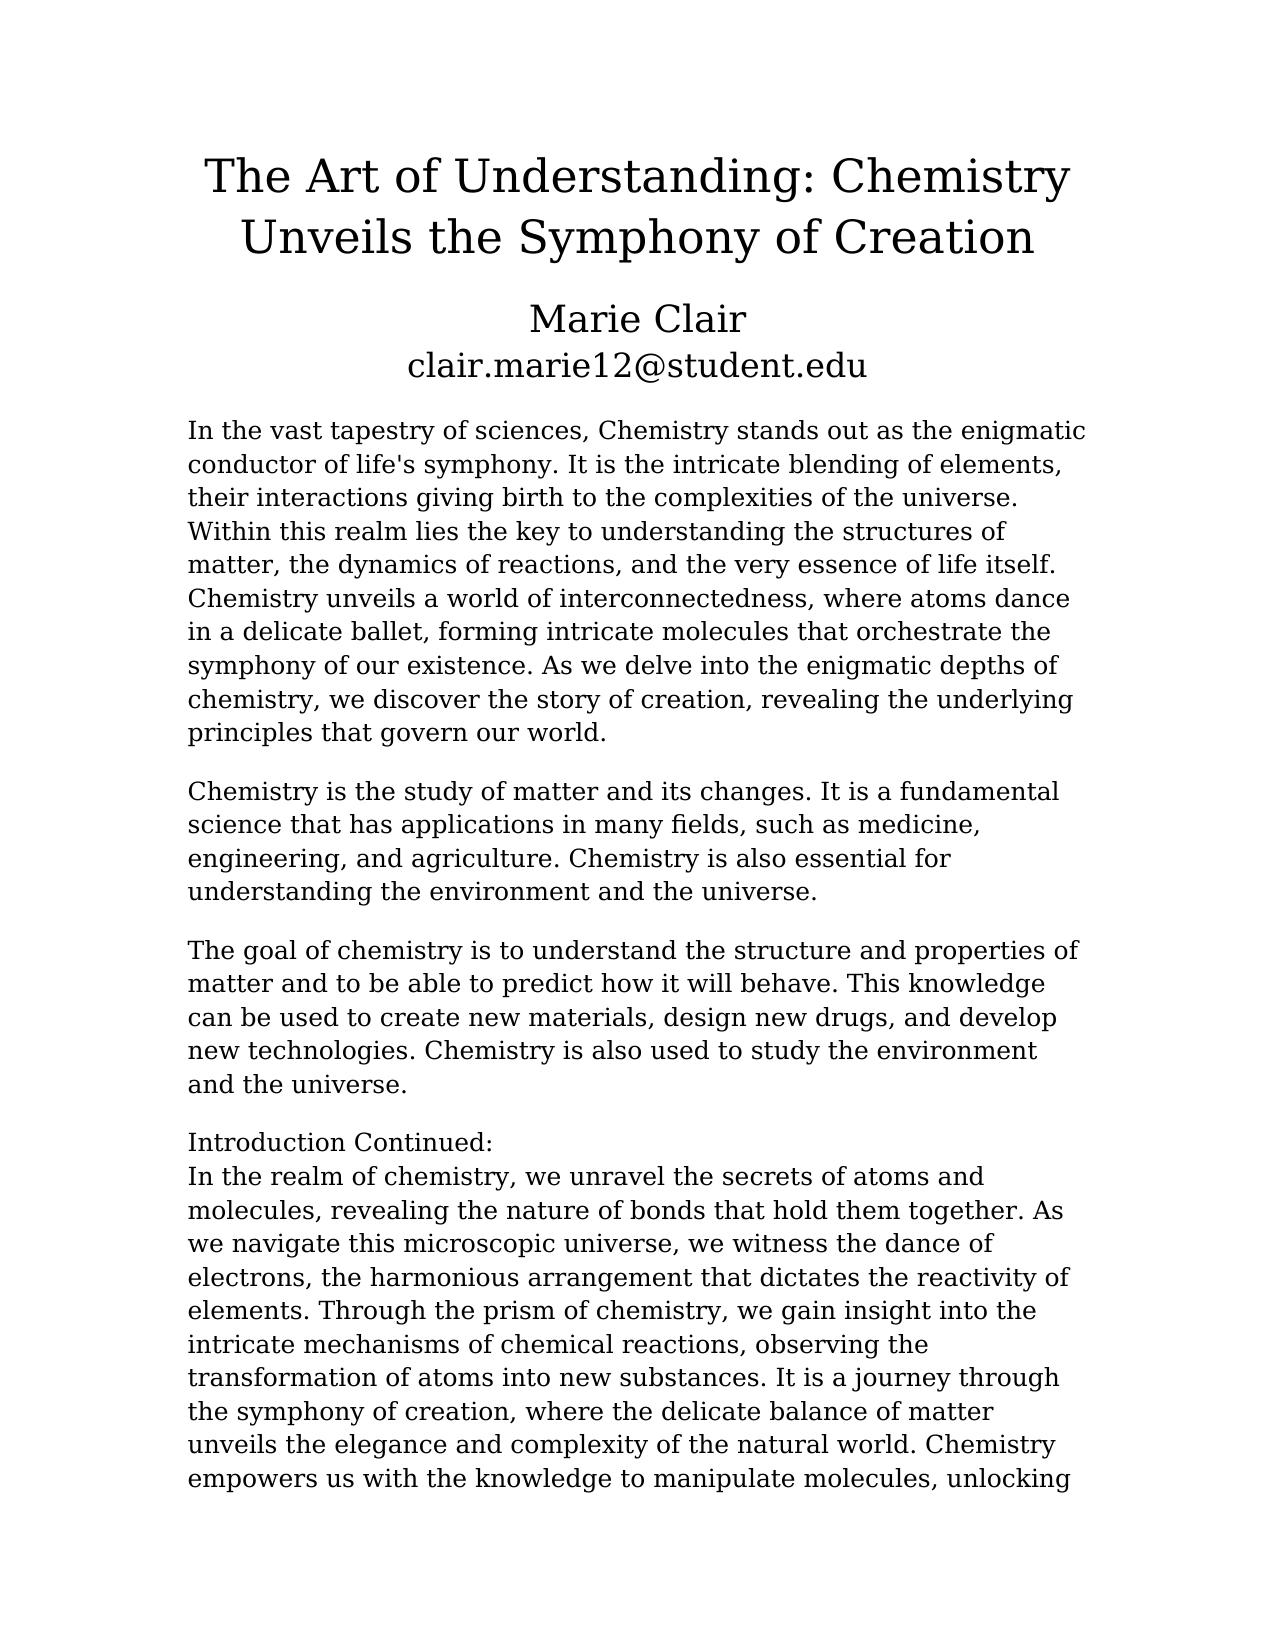 The Art of Understanding: Chemistry
Unveils the Symphony of Creation
Marie Clair
clair.marie12@student.edu
In the vast tapestry of sciences, Chemistry stands out as the enigmatic
conductor of life's symphony. It is the intricate blending of elements,
their interactions giving birth to the complexities of the universe.
Within this realm lies the key to understanding the structures of
matter, the dynamics of reactions, and the very essence of life itself.
Chemistry unveils a world of interconnectedness, where atoms dance
in a delicate ballet, forming intricate molecules that orchestrate the
symphony of our existence. As we delve into the enigmatic depths of
chemistry, we discover the story of creation, revealing the underlying
principles that govern our world.
Chemistry is the study of matter and its changes. It is a fundamental
science that has applications in many fields, such as medicine,
engineering, and agriculture. Chemistry is also essential for
understanding the environment and the universe.
The goal of chemistry is to understand the structure and properties of
matter and to be able to predict how it will behave. This knowledge
can be used to create new materials, design new drugs, and develop
new technologies. Chemistry is also used to study the environment
and the universe.
Introduction Continued:
In the realm of chemistry, we unravel the secrets of atoms and
molecules, revealing the nature of bonds that hold them together. As
we navigate this microscopic universe, we witness the dance of
electrons, the harmonious arrangement that dictates the reactivity of
elements. Through the prism of chemistry, we gain insight into the
intricate mechanisms of chemical reactions, observing the
transformation of atoms into new substances. It is a journey through
the symphony of creation, where the delicate balance of matter
unveils the elegance and complexity of the natural world. Chemistry
empowers us with the knowledge to manipulate molecules, unlocking